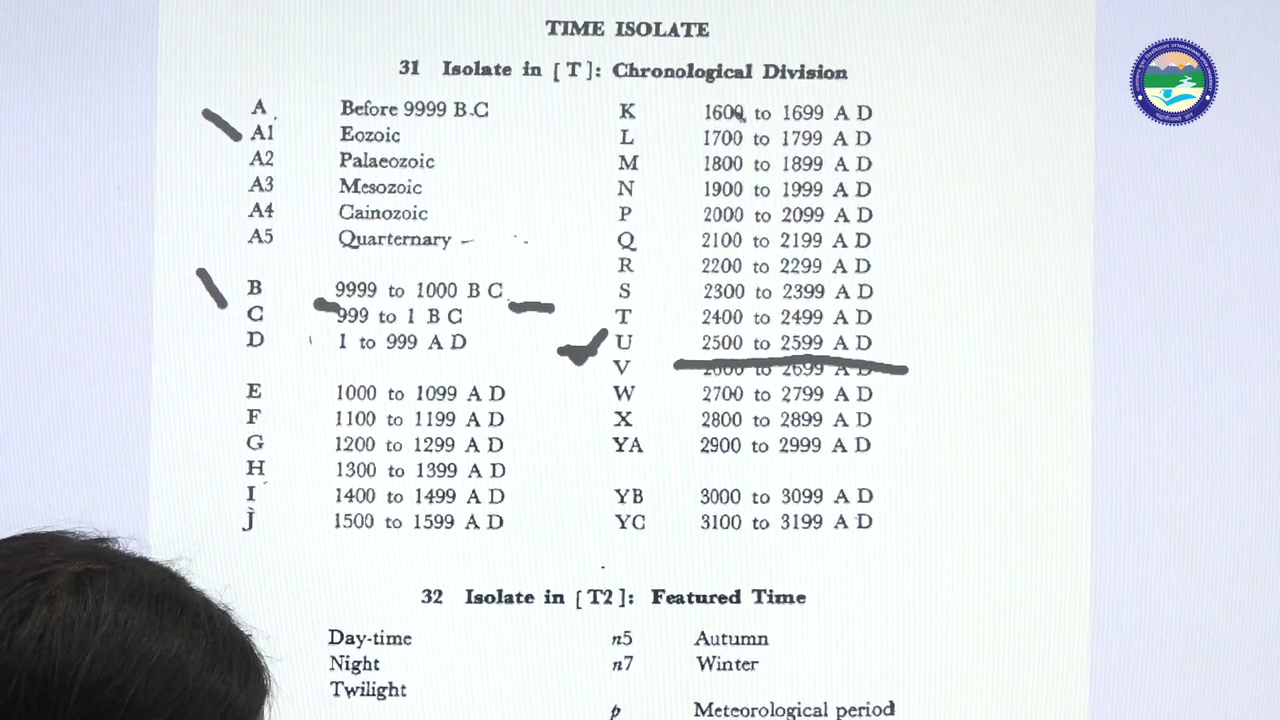 TIME ISOLATE
31 Isolate in [T]: Chronological Division
A Before 9999 B.C
A1 Eozoic
A2 Palaeozoic
A3 Mesozoic
A4 Cainozoic
A5 Quarternary
B 9999 to 1000 B C
C 999 to 1 B C
D 1 to 999 A D
E 1000 to 1099 A D
F 1100 to 1199 A D
G 1200 to 1299 A D
H 1300 to 1399 A D
I 1400 to 1499 A D
J 1500 to 1599 A D
K 1600 to 1699 A D
L 1700 to 1799 A D
M 1800 to 1899 A D
N 1900 to 1999 A D
P 2000 to 2099 A D
Q 2100 to 2199 A D
R 2200 to 2299 A D
S 2300 to 2399 A D
T 2400 to 2499 A D
U 2500 to 2599 A D
V 2600 to 2699 A D
W 2700 to 2799 A D
X 2800 to 2899 A D
YA 2900 to 2999 A D
YB 3000 to 3099 A D
YC 3100 to 3199 A D
32 Isolate in [T2]: Featured Time
Day-time
Night
Twilight
n5 Autumn
n7 Winter
p Meteorological period